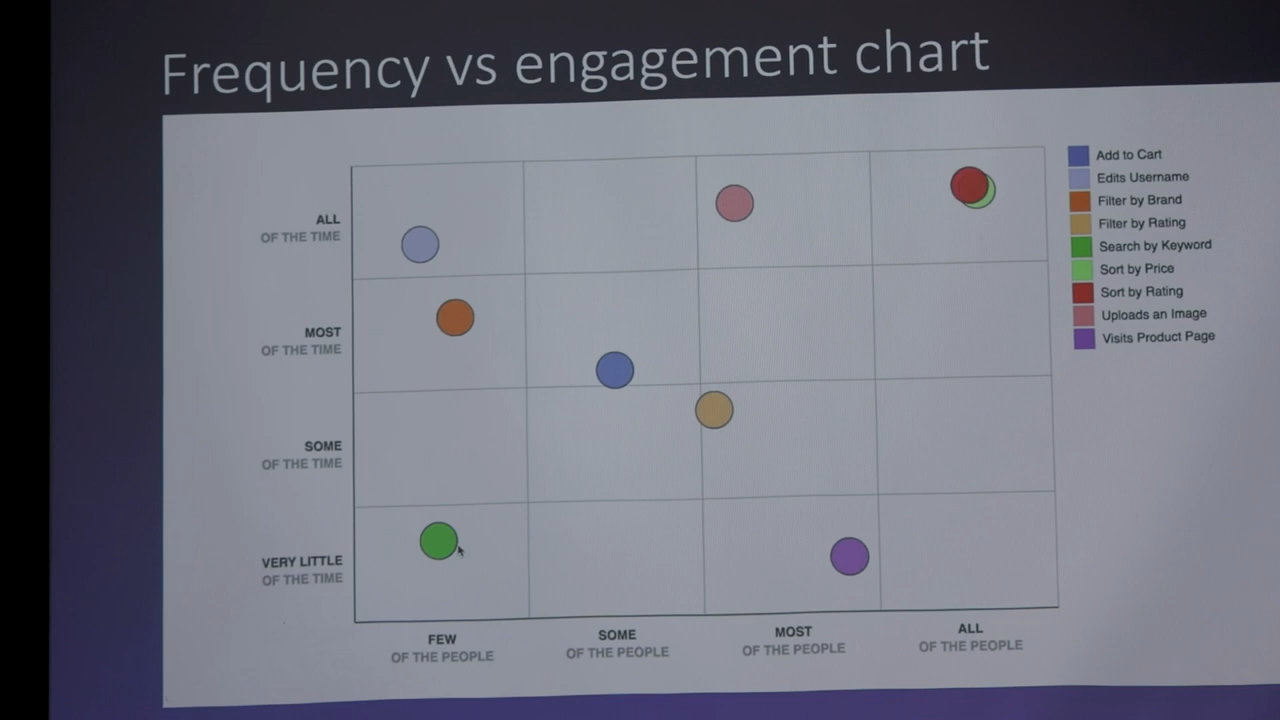 Frequency vs engagement chart
ALL
OF THE TIME
MOST
OF THE TIME
SOME
OF THE TIME
VERY LITTLE
OF THE TIME
FEW
OF THE PEOPLE
SOME
OF THE PEOPLE
MOST
OF THE PEOPLE
ALL
OF THE PEOPLE
Add to Cart
Edits Username
Filter by Brand
Filter by Rating
Search by Keyword
Sort by Price
Sort by Rating
Uploads an Image
Visits Product Page